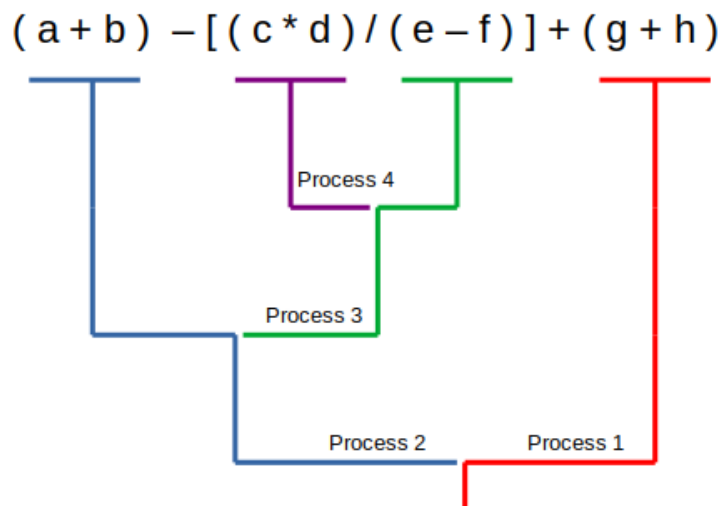 ( a + b ) – [ ( c * d ) / ( e – f ) ] + ( g + h )
Process 4
Process 3
Process 2 Process 1